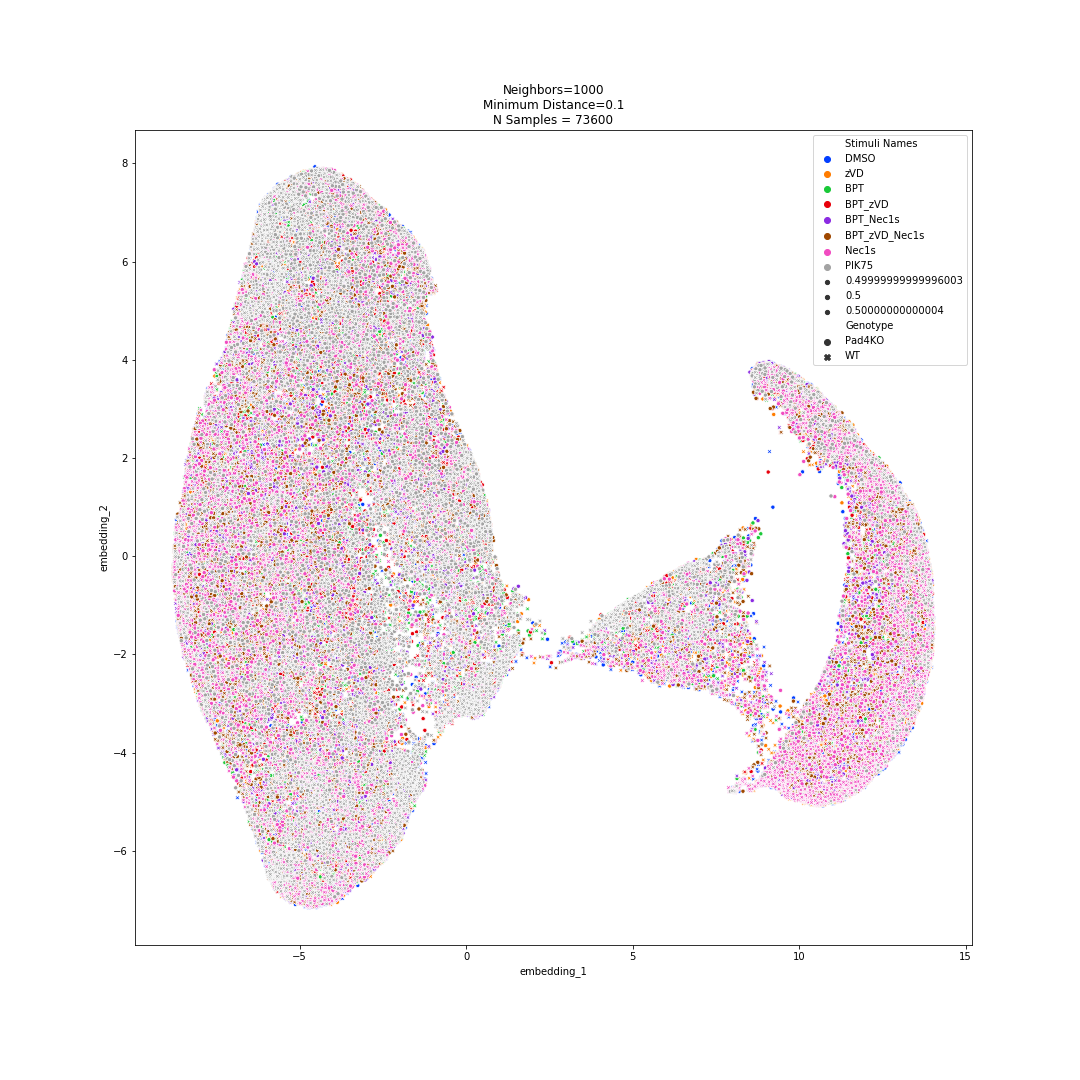 Neighbors=1000
Minimum Distance=0.1
N Samples = 73600
Stimuli Names
DMSO
zVD
BPT
BPT_zVD
BPT_Nec1s
BPT_zVD_Nec1s
Nec1s
PIK75
0.49999999999996003
0.5
0.50000000000004
Genotype
Pad4KO
WT
8
6
4
2
0
−2
−4
−6
embedding_2
−5
0
5
10
15
embedding_1